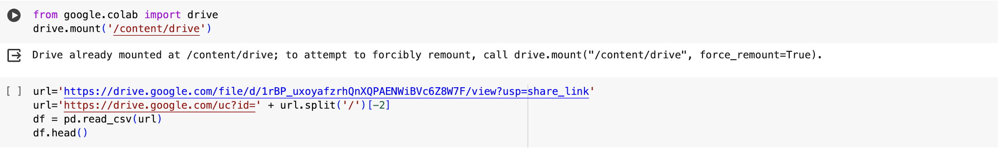 from google.colab import drive
drive.mount('/content/drive')
Drive already mounted at /content/drive; to attempt to forcibly remount, call drive.mount("/content/drive", force_remount=True).
[ ] url='https://drive.google.com/file/d/1rBP_uxoyafzrhQnXQPAENWiBVc6Z8W7F/view?usp=share_link'
url='https://drive.google.com/uc?id=' + url.split('/')[-2]
df = pd.read_csv(url)
df.head()